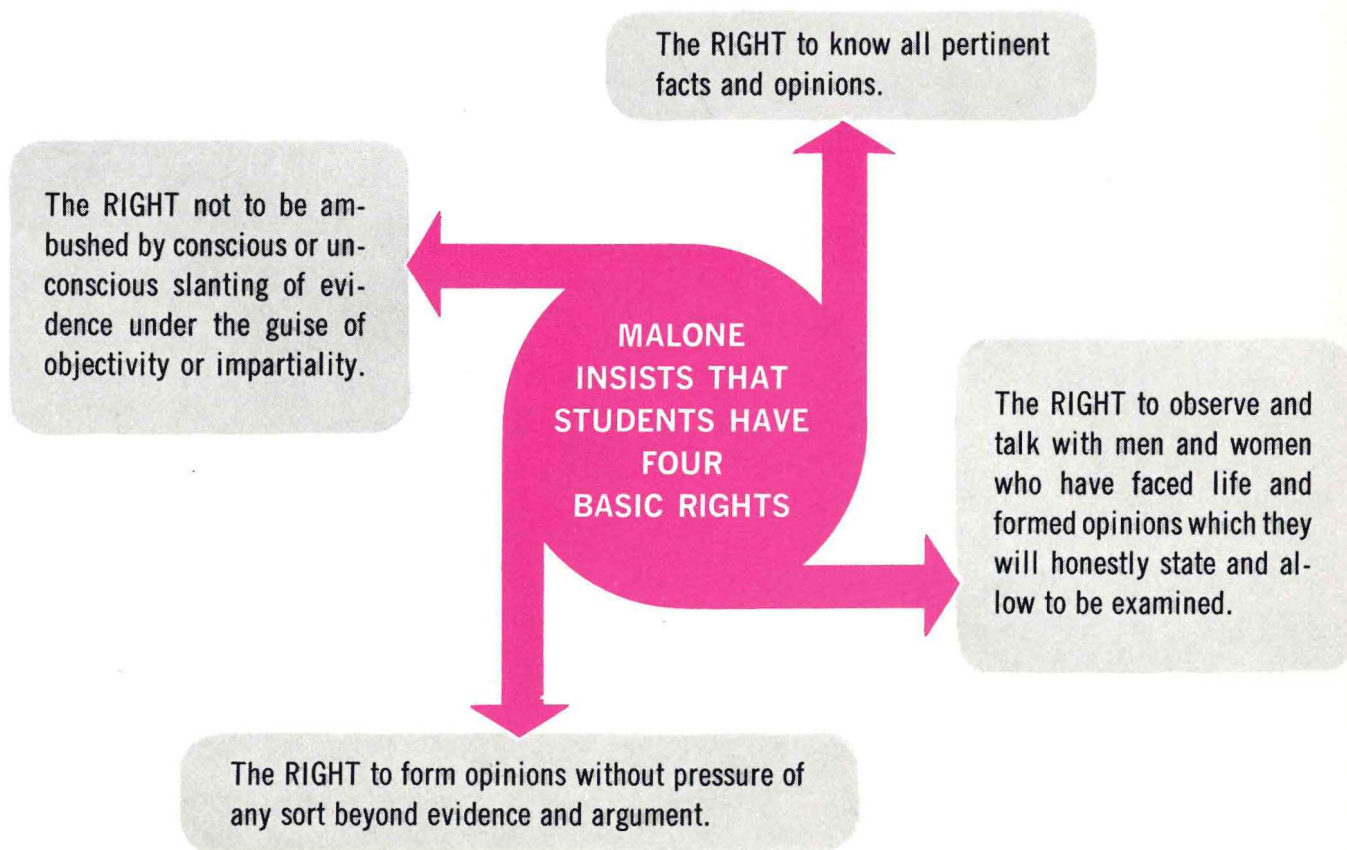 The RIGHT to know all pertinent
facts and opinions.
The RIGHT not to be am-
bushed by conscious or un-
conscious slanting of evi-
dence under the guise of
objectivity or impartiality.
MALONE
INSISTS THAT
STUDENTS HAVE
FOUR
BASIC RIGHTS
The RIGHT to observe and
talk with men and women
who have faced life and
formed opinions which they
will honestly state and al-
low to be examined.
The RIGHT to form opinions without pressure of
any sort beyond evidence and argument.